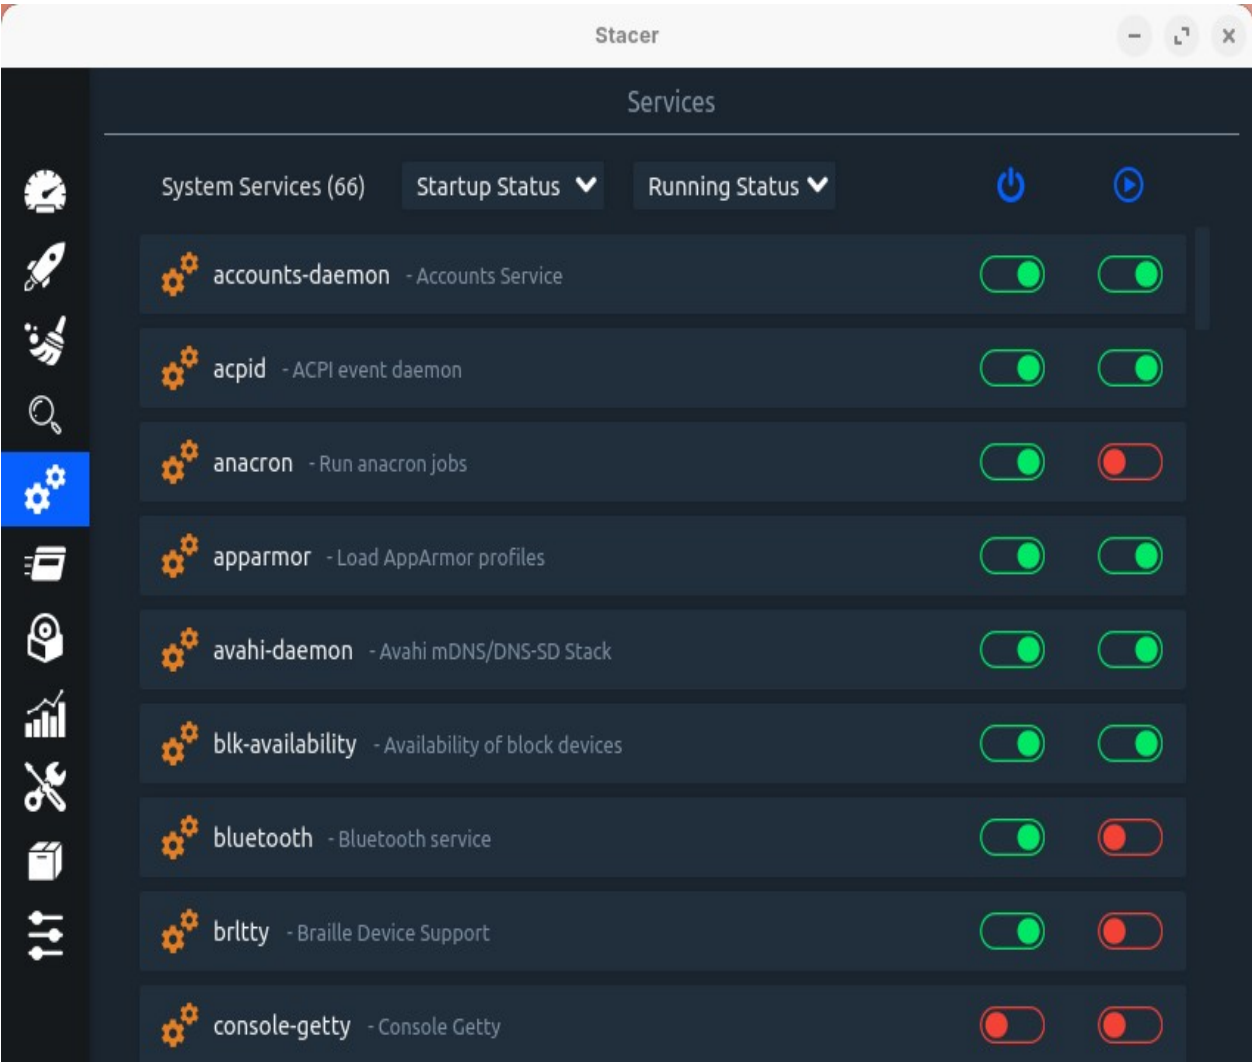 Stacer
Services
System Services (66) Startup Status Running Status
accounts-daemon - Accounts Service
acpid - ACPI event daemon
anacron - Run anacron jobs
apparmor - Load AppArmor profiles
avahi-daemon - Avahi mDNS/DNS-SD Stack
blk-availability - Availability of block devices
bluetooth - Bluetooth service
brltty - Braille Device Support
console-getty - Console Getty